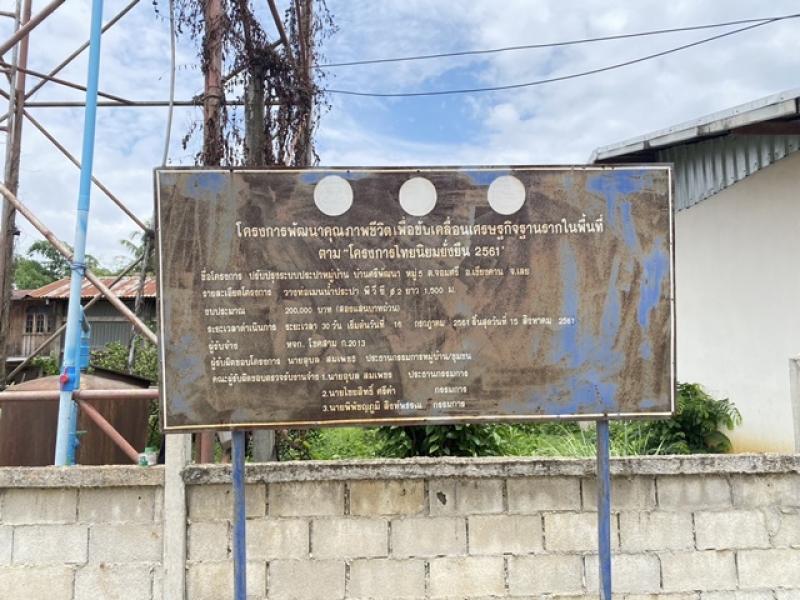 โครงการพัฒนาคุณภาพชีวิตเพื่อขับเคลื่อนเศรษฐกิจฐานรากในพื้นที่
ตาม "โครงการไทยนิยมยั่งยืน 2561"
ชื่อโครงการ ปรับปรุงระบบประปาหมู่บ้าน บ้านศรีพัฒนา หมู่ 5 ต.จอมศรี อ.เชียงคาน จ.เลย
รายละเอียดโครงการ วางท่อเมนน้ำประปา พี วี ซี ø 2 ยาว 1,500 ม.
งบประมาณ 200,000 บาท (สองแสนบาทถ้วน)
ระยะเวลาดำเนินการ ระยะเวลา 30 วัน เริ่มต้นวันที่ 16 กรกฎาคม 2561 สิ้นสุดวันที่ 15 สิงหาคม 2561
ผู้รับจ้าง หจก. โชคสาม ก.2013
ผู้รับผิดชอบโครงการ นายอุบล สมเพชร ประธานกรรมการหมู่บ้าน/ชุมชน
คณะผู้รับผิดชอบตรวจรับงานจ้าง 1.นายอุบล สมเพชร ประธานกรรมการ
2.นายไชยสิทธิ์ ศรีคำ กรรมการ
3.นายพิพิชญภูมิ กรรมการ